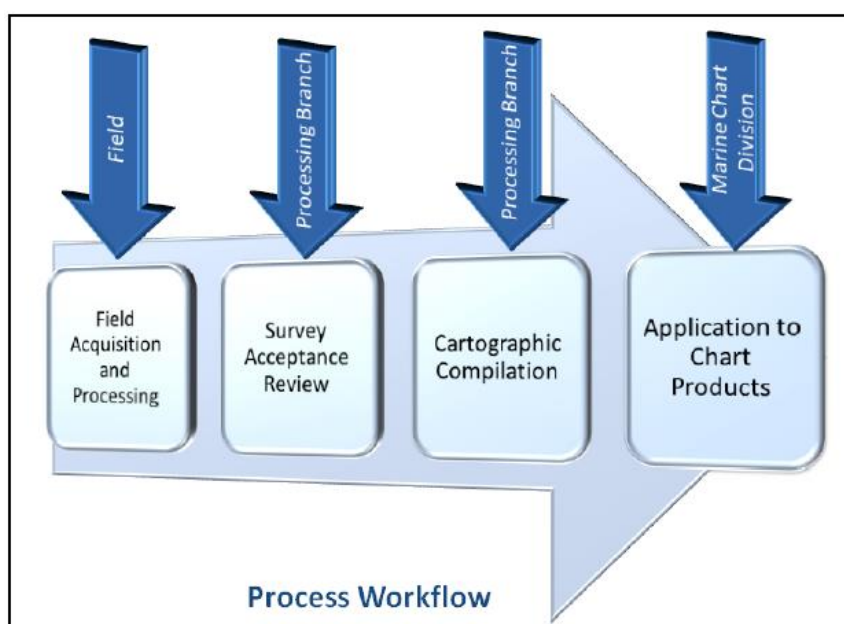 Field
Processing Branch
Processing Branch
Marine Chart
Division
Field
Acquisition
and
Processing
Survey
Acceptance
Review
Cartographic
Compilation
Application to
Chart
Products
Process Workflow